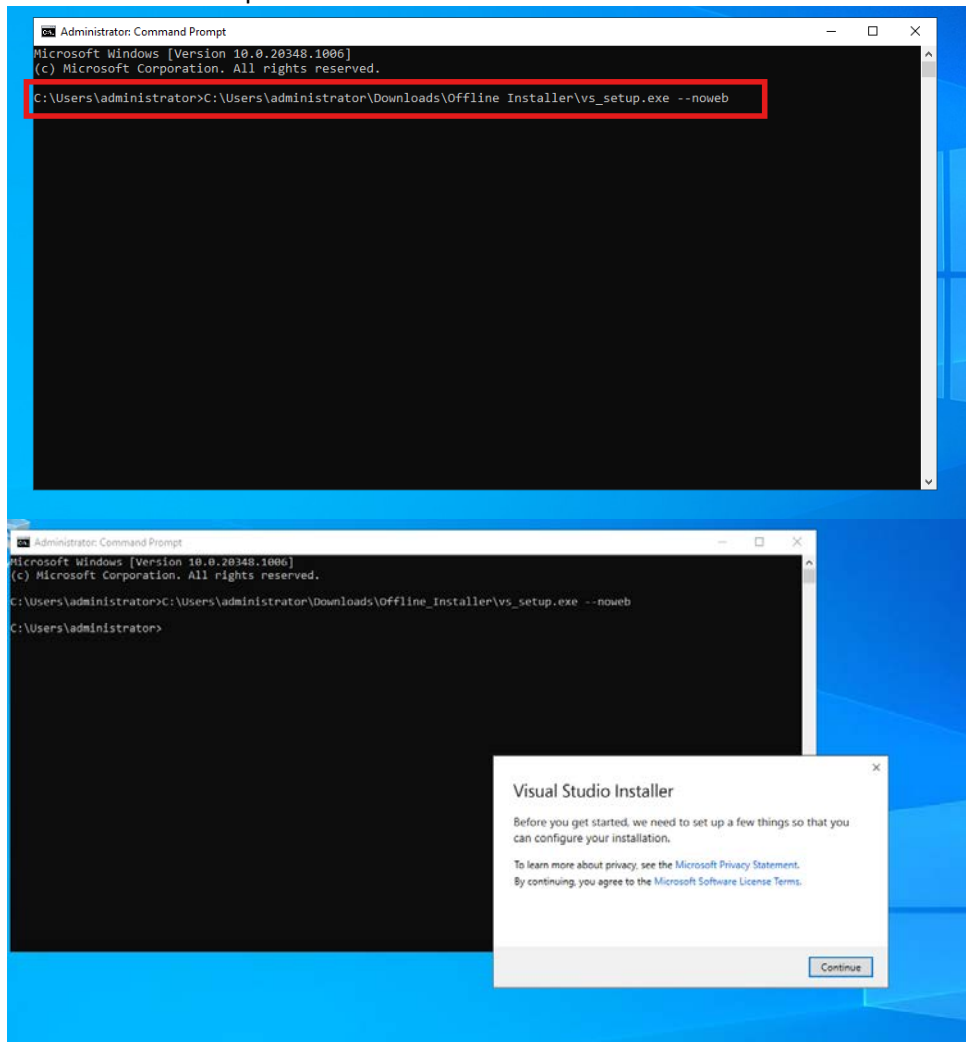 Administrator: Command Prompt
Microsoft Windows [Version 10.0.20348.1006]
(c) Microsoft Corporation. All rights reserved.
C:\Users\administrator>C:\Users\administrator\Downloads\Offline Installer\vs_setup.exe --noweb
Administrator: Command Prompt
Microsoft Windows [Version 10.0.20348.1006]
(c) Microsoft Corporation. All rights reserved.
C:\Users\administrator>C:\Users\administrator\Downloads\Offline_Installer\vs_setup.exe --noweb
C:\Users\administrator>
Visual Studio Installer
Before you get started, we need to set up a few things so that you
can configure your installation.
To learn more about privacy, see the Microsoft Privacy Statement.
By continuing, you agree to the Microsoft Software License Terms.
Continue